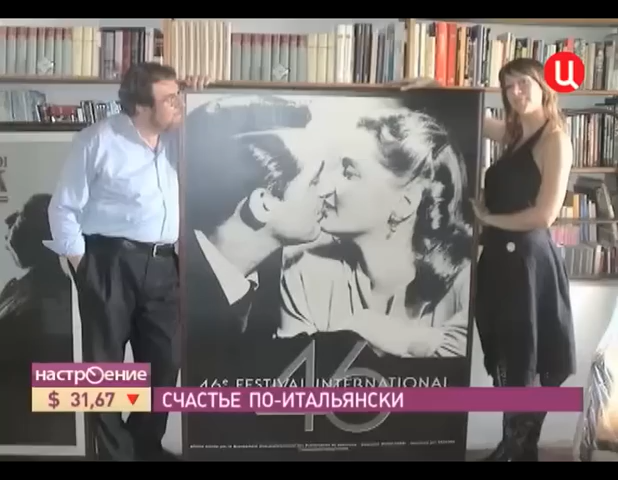 Ц
46e FESTIVAL INTERNATIONAL
46
настроение
$ 31,67
СЧАСТЬЕ ПО-ИТАЛЬЯНСКИ